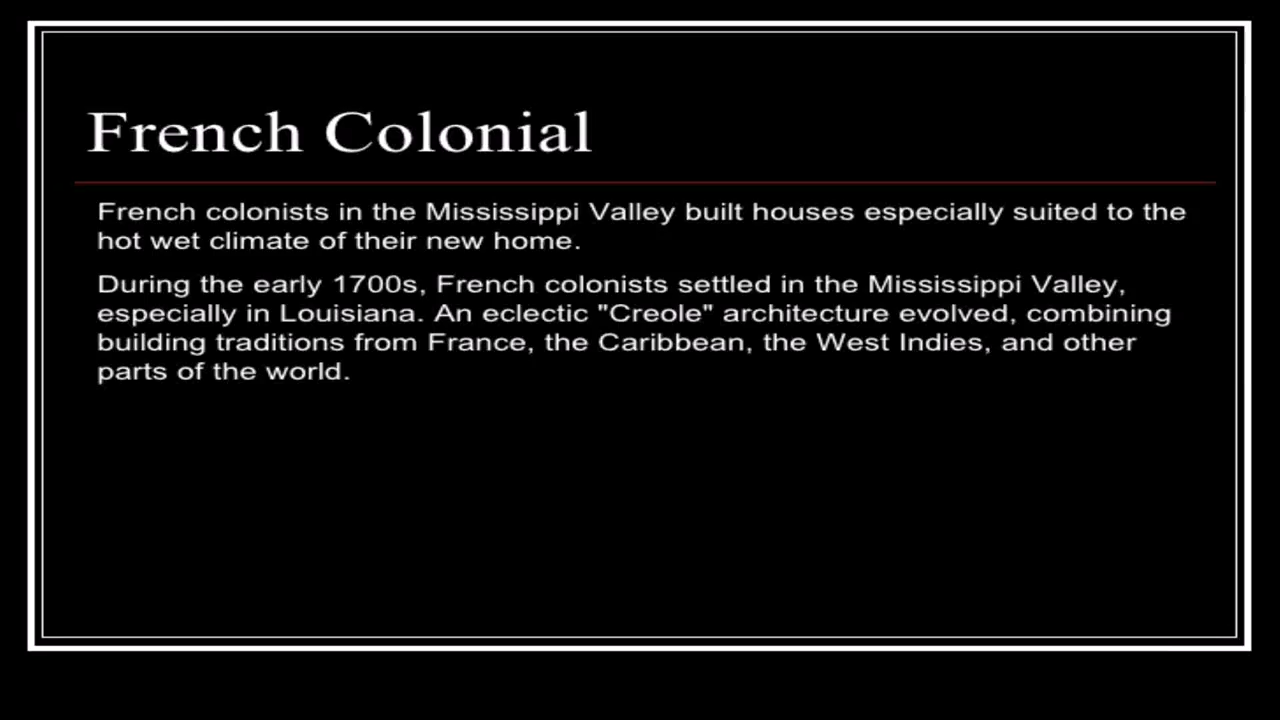 French Colonial
French colonists in the Mississippi Valley built houses especially suited to the
hot wet climate of their new home.
During the early 1700s, French colonists settled in the Mississippi Valley,
especially in Louisiana. An eclectic "Creole" architecture evolved, combining
building traditions from France, the Caribbean, the West Indies, and other
parts of the world.